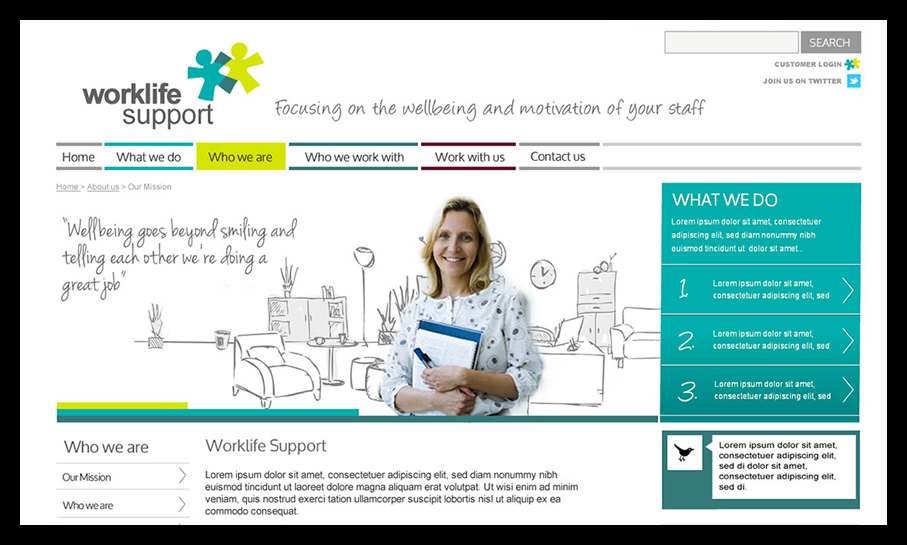 SEARCH
CUSTOMER LOGIN
JOIN US ON TWITTER
worklife
support
Focusing on the wellbeing and motivation of your staff
Home
What we do
Who we are
Who we work with
Work with us
Contact us
Home > About us > Our Mission
"Wellbeing goes beyond smiling and
telling each other we're doing a
great job"
WHAT WE DO
Lorem ipsum dolor sit amet, consectetuer
adipiscing elit, sed diam nonummy nibh
euismod tincidunt ut dolor sit amet..
1
Lorem ipsum dolor sit amet,
consectetuer adipiscing elit, sed
2.
Lorem ipsum dolor sit amet,
consectetuer adipiscing elit, sed
3.
Lorem ipsum dolor sit amet,
consectetuer adipiscing elit, sed
Who we are
Our Mission
Who we are
Worklife Support
Lorem ipsum dolor sit amet, consectetuer adipiscing elit, sed diam nonummy nibh
euismod tincidunt ut laoreet dolore magna aliquam erat volutpat. Ut wisi enim ad minim
veniam, quis nostrud exerci tation ullamcorper suscipit lobortis nisl ut aliquip ex ea
commodo consequat.
Lorem ipsum dolor sit amet,
consectetuer adipiscing elit,
sed di dolor sit amet,
consectetuer adipiscing elit,
sed di.